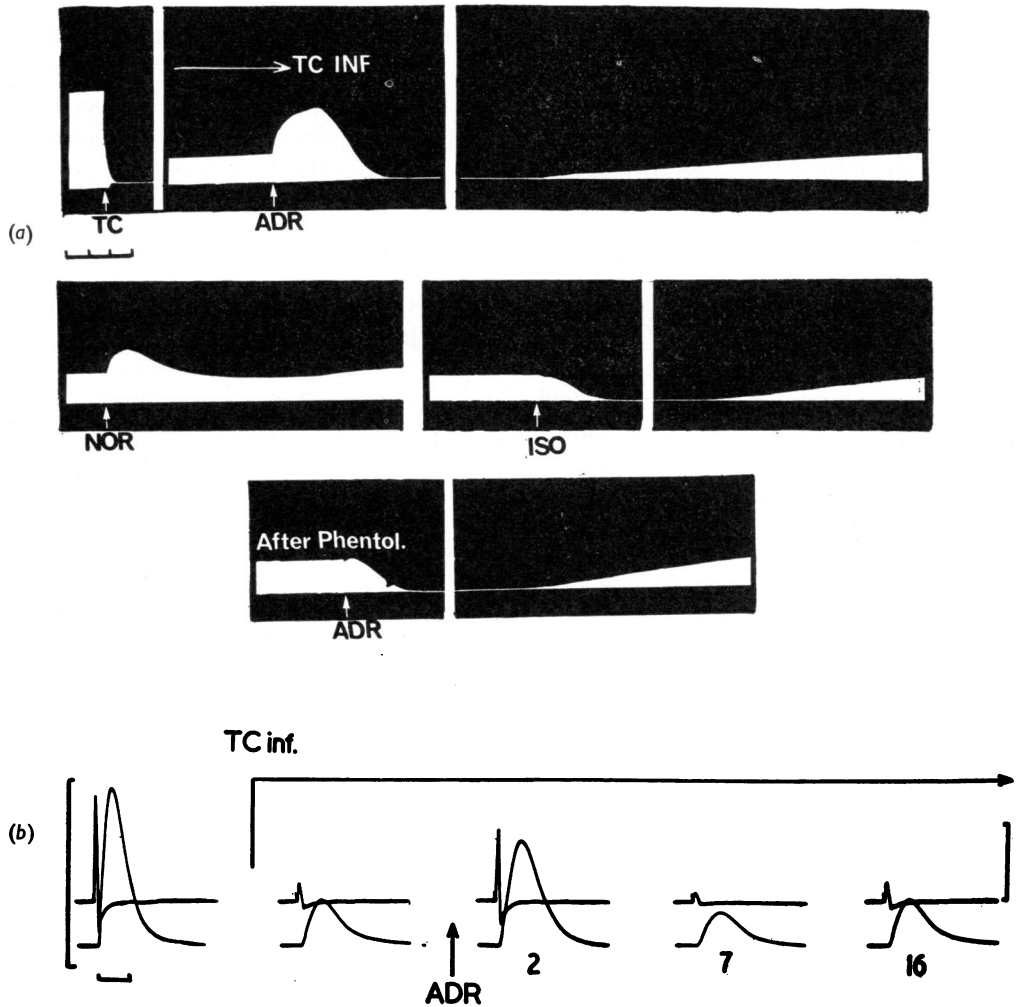 TC INF
(a)
TC
ADR
NOR
ISO
After Phentol.
ADR
TC inf.
(b)
ADR
2
7
16